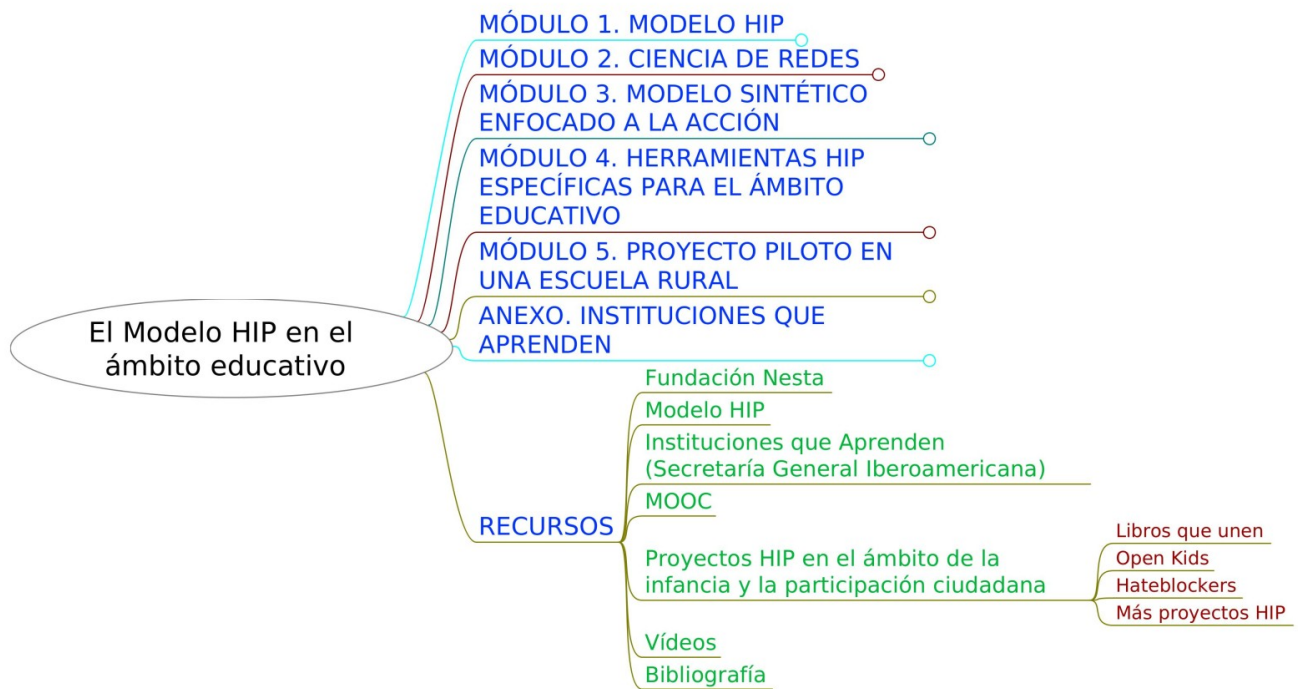 MÓDULO 1. MODELO HIP
MÓDULO 2. CIENCIA DE REDES
MÓDULO 3. MODELO SINTÉTICO
ENFOCADO A LA ACCIÓN
MÓDULO 4. HERRAMIENTAS HIP
ESPECÍFICAS PARA EL ÁMBITO
EDUCATIVO
MÓDULO 5. PROYECTO PILOTO EN
UNA ESCUELA RURAL
ANEXO. INSTITUCIONES QUE
APRENDEN
El Modelo HIP en el
ámbito educativo
RECURSOS
Fundación Nesta
Modelo HIP
Instituciones que Aprenden
(Secretaría General Iberoamericana)
MOOC
Proyectos HIP en el ámbito de la
infancia y la participación ciudadana
Libros que unen
Open Kids
Hateblockers
Más proyectos HIP
Vídeos
Bibliografía